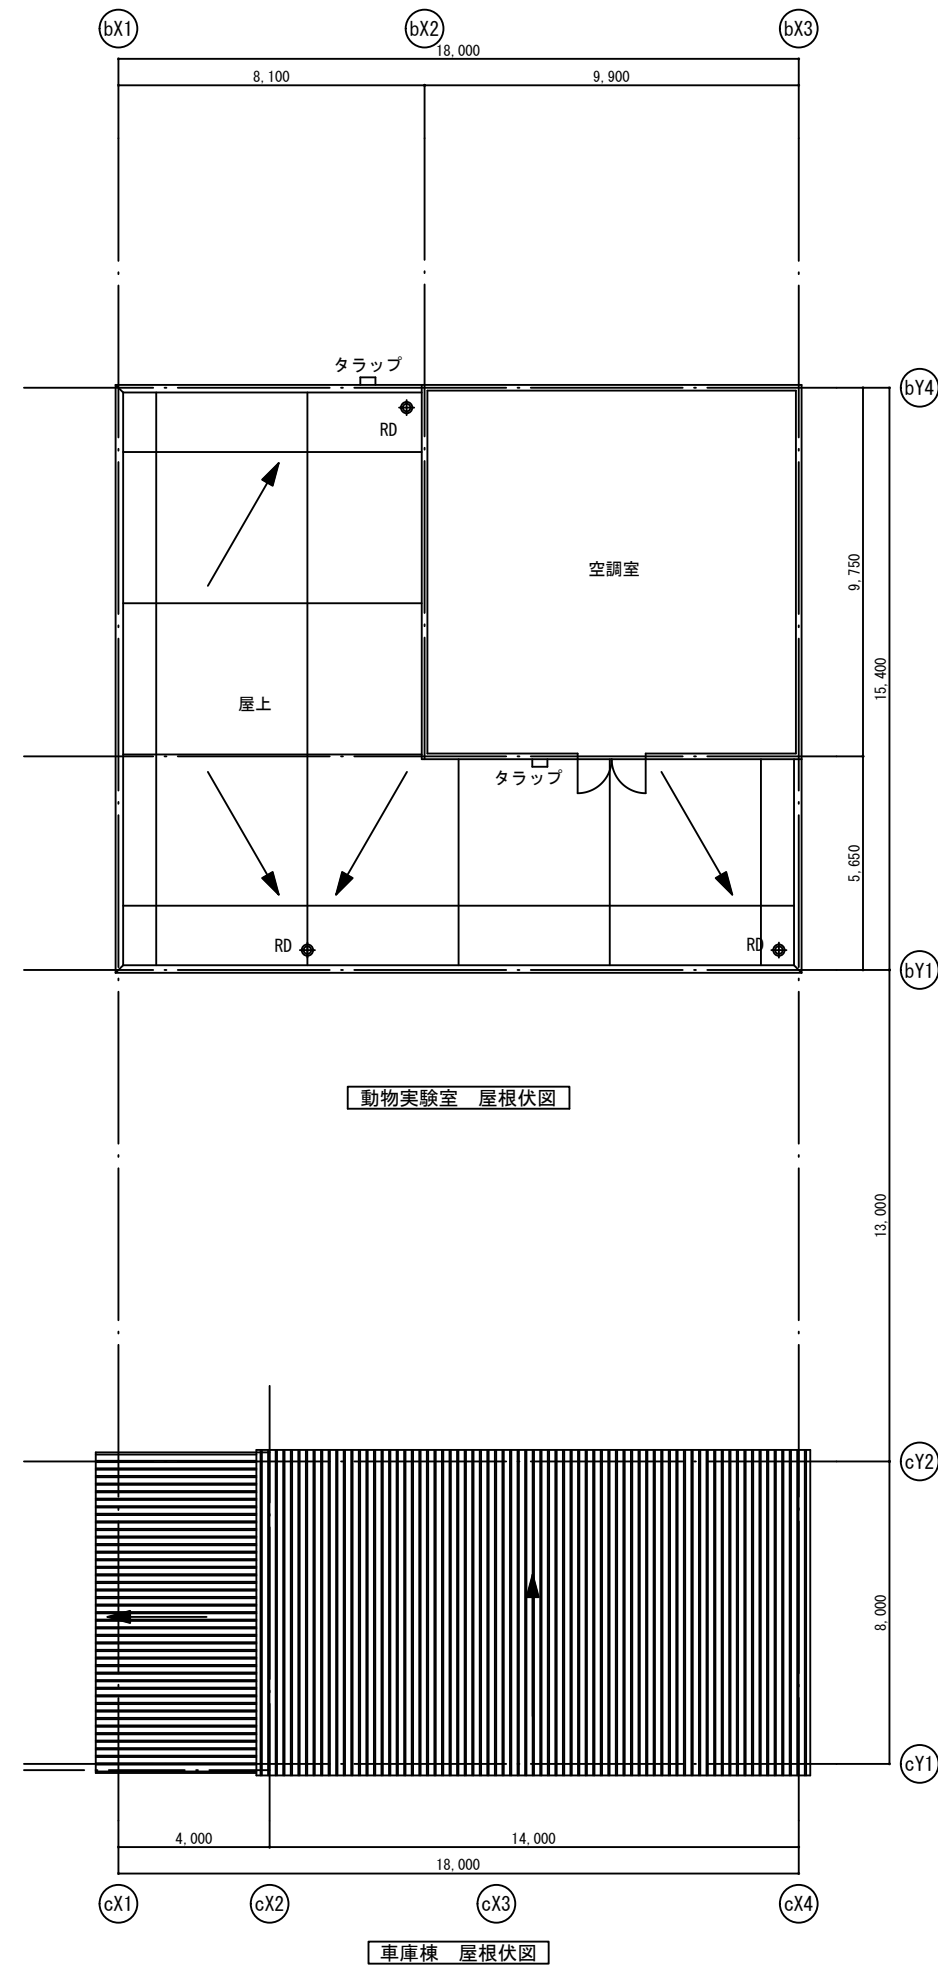 bX1 bX2 bX3
18,000
8,100 9,900
タラップ
bY4
RD
空調室
9,750
15,400
屋上
タラップ
5,650
RD RD
bY1
動物実験室　屋根伏図
13,000
cY2
8,000
cY1
4,000 14,000
18,000
cX1 cX2 cX3 cX4
車庫棟　屋根伏図